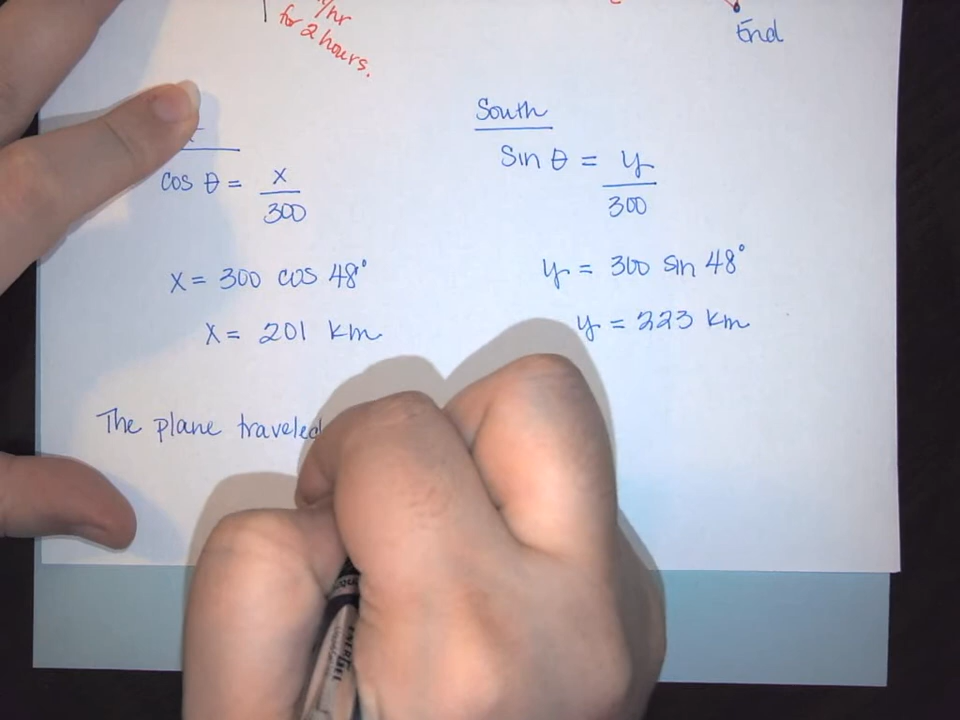 /hr
for 2 hours.
End
cos θ = x
300
x = 300 cos 48°
x = 201 km
South
sin θ = y
300
y = 300 sin 48°
y = 223 km
The plane traveled